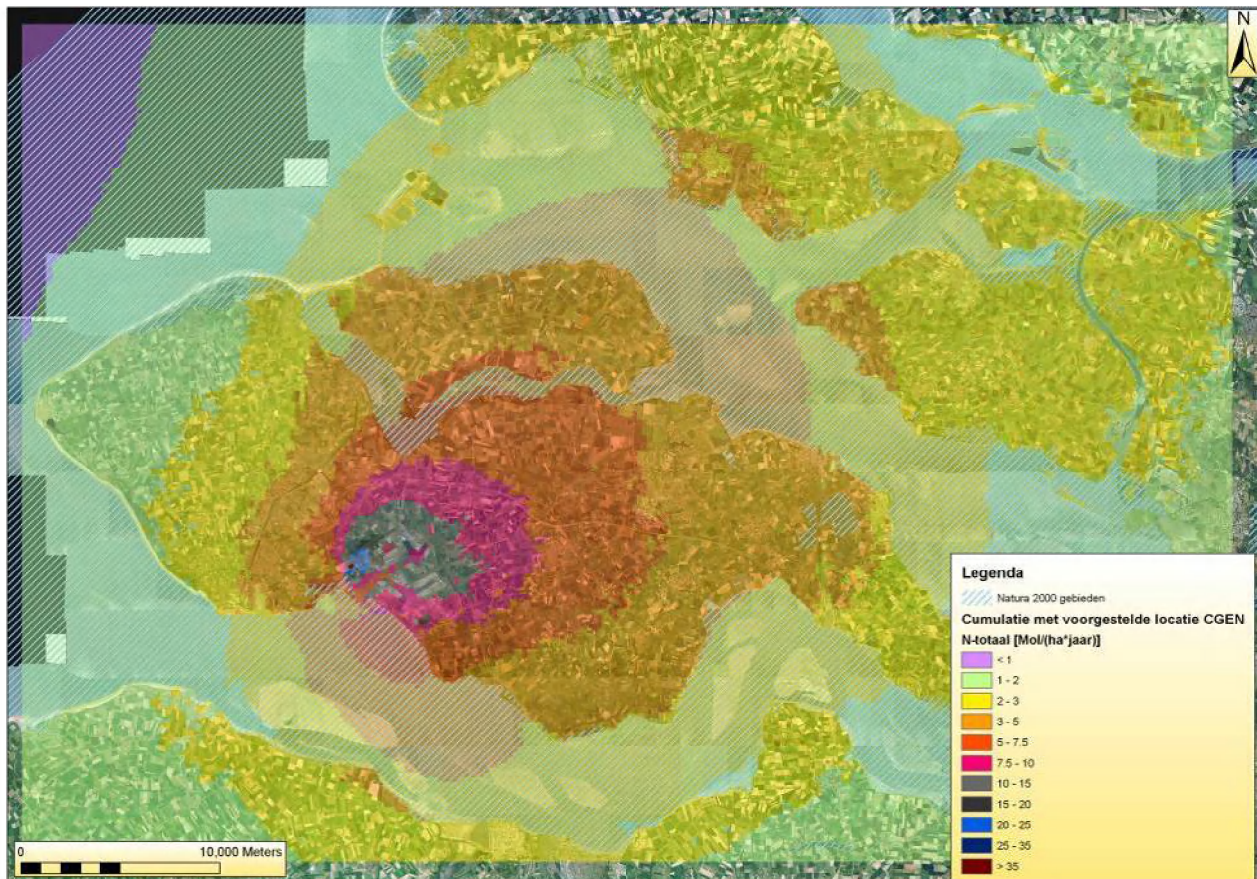 N
Legenda
Natura 2000 gebieden
Cumulatie met voorgestelde locatie CGEN
N-totaal [Mol/(ha*jaar)]
< 1
1 - 2
2 - 3
3 - 5
5 - 7.5
7.5 - 10
10 - 15
15 - 20
20 - 25
25 - 35
> 35
0 10,000 Meters